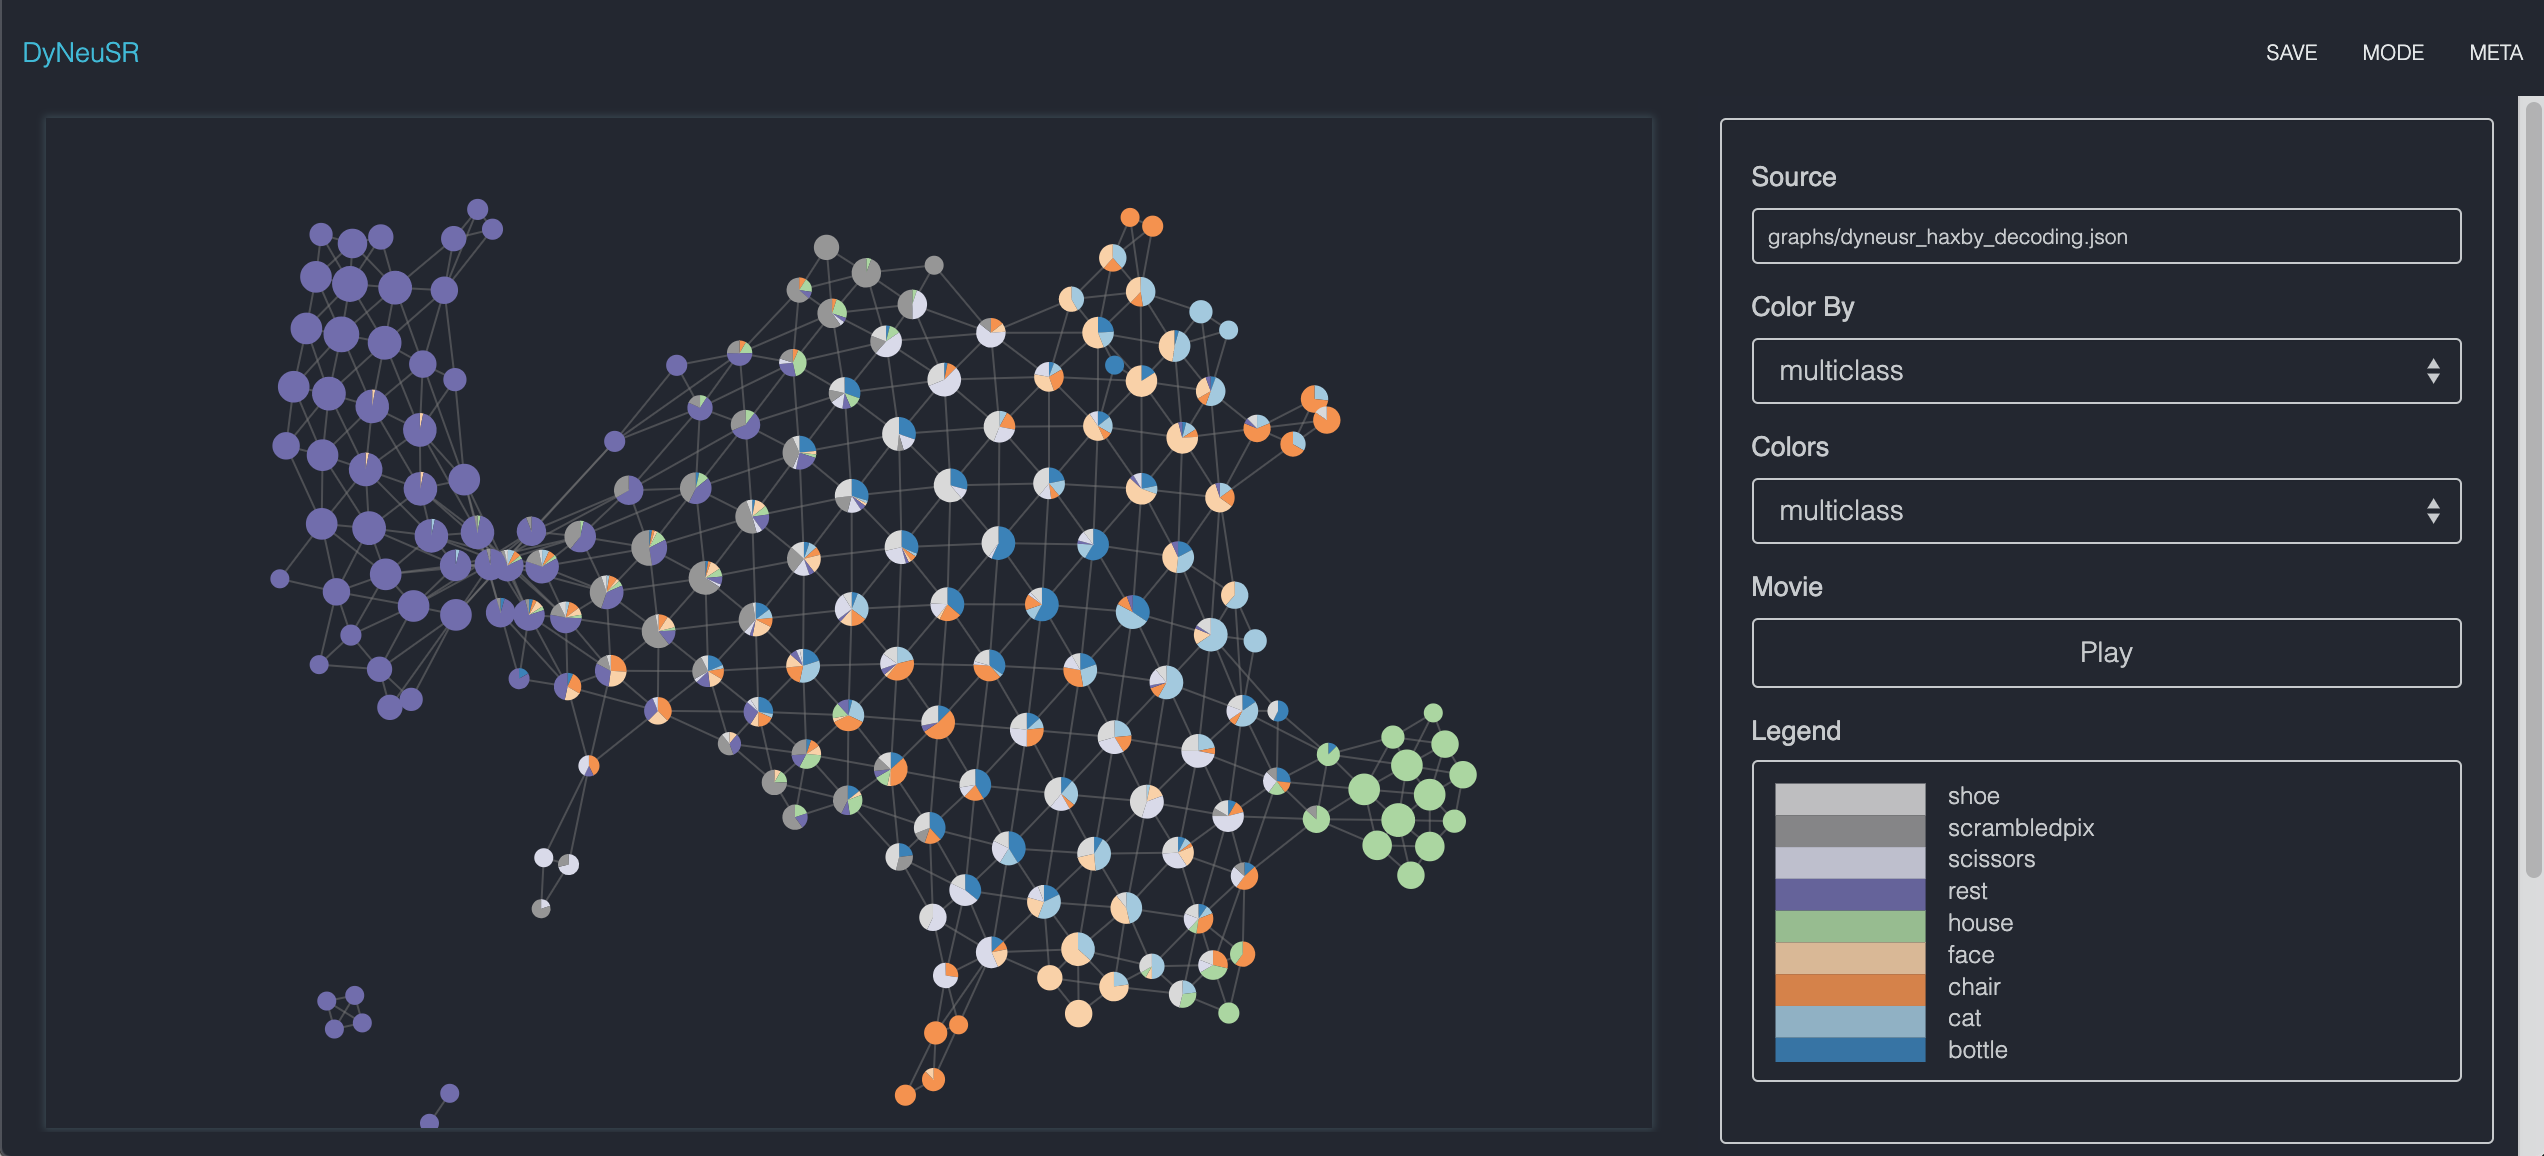 DyNeuSR
SAVE MODE META
Source
graphs/dyneusr_haxby_decoding.json
Color By
multiclass
Colors
multiclass
Movie
Play
Legend
shoe
scrambledpix
scissors
rest
house
face
chair
cat
bottle